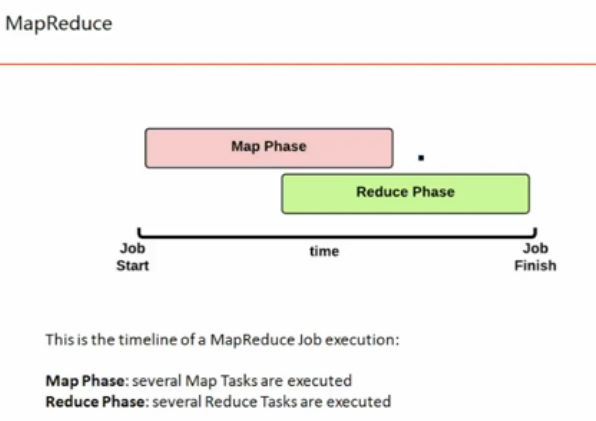 MapReduce
Map Phase
Reduce Phase
Job Start
time
Job Finish
This is the timeline of a MapReduce Job execution:
Map Phase: several Map Tasks are executed
Reduce Phase: several Reduce Tasks are executed